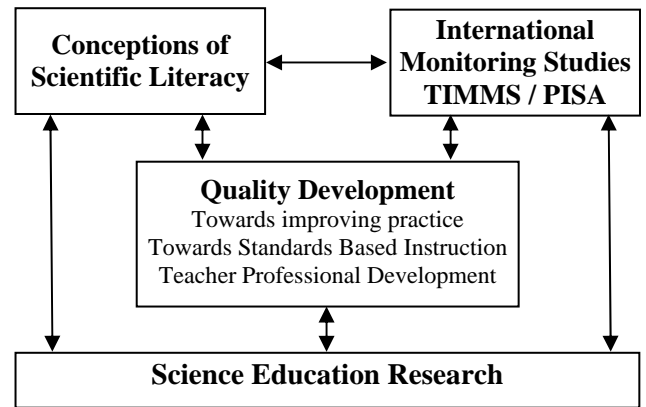 Conceptions of
Scientific Literacy
International
Monitoring Studies
TIMMS / PISA
Quality Development
Towards improving practice
Towards Standards Based Instruction
Teacher Professional Development
Science Education Research